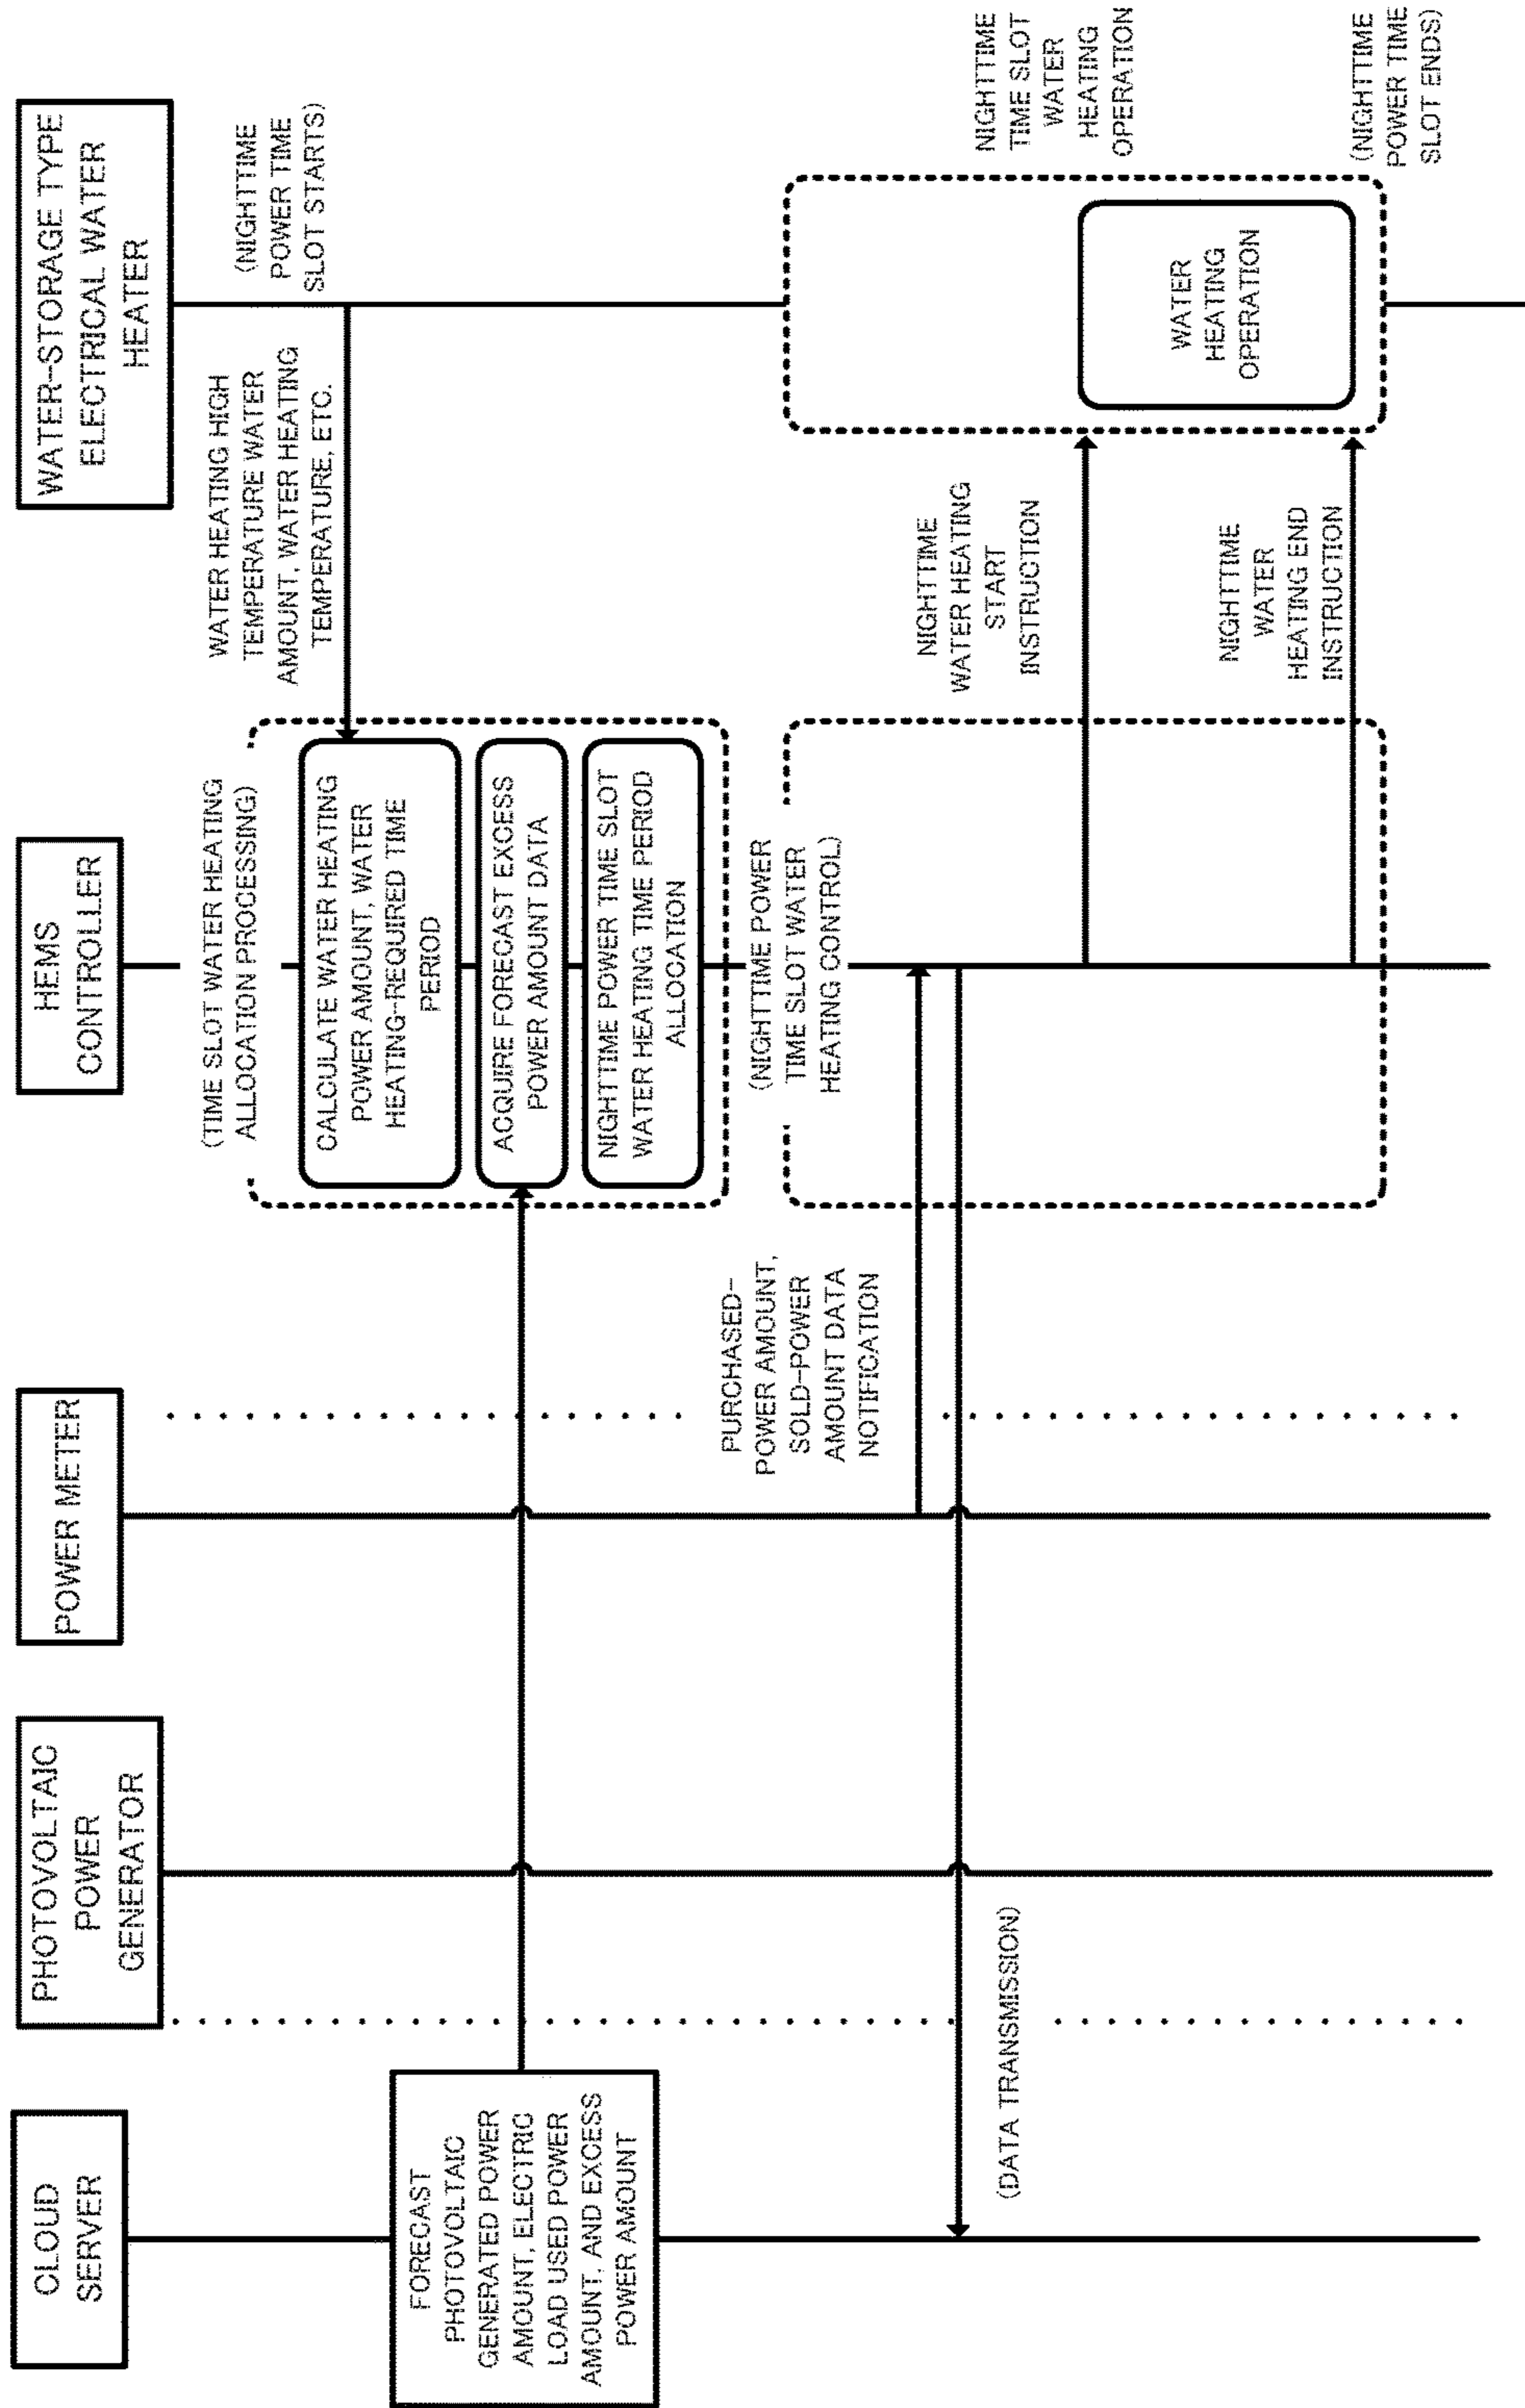 CLOUD
SERVER
PHOTOVOLTAIC
POWER
GENERATOR
POWER METER
HEMS
CONTROLLER
WATER-STORAGE TYPE
ELECTRICAL WATER
HEATER
(NIGHTTIME
POWER TIME
SLOT STARTS)
WATER HEATING HIGH
TEMPERATURE WATER
AMOUNT, WATER HEATING
TEMPERATURE, ETC.
(TIME SLOT WATER HEATING
ALLOCATION PROCESSING)
CALCULATE WATER HEATING
POWER AMOUNT, WATER
HEATING-REQUIRED TIME
PERIOD
FORECAST
PHOTOVOLTAIC
GENERATED POWER
AMOUNT, ELECTRIC
LOAD USED POWER
AMOUNT, AND EXCESS
POWER AMOUNT
ACQUIRE FORECAST EXCESS
POWER AMOUNT DATA
NIGHTTIME POWER TIME SLOT
WATER HEATING TIME PERIOD
ALLOCATION
PURCHASED-
POWER AMOUNT,
SOLD-POWER
AMOUNT DATA
NOTIFICATION
(NIGHTTIME POWER
TIME SLOT WATER
HEATING CONTROL)
(DATA TRANSMISSION)
NIGHTTIME
WATER HEATING
START
INSTRUCTION
NIGHTTIME
TIME SLOT
WATER
HEATING
OPERATION
WATER
HEATING
OPERATION
NIGHTTIME
WATER
HEATING END
INSTRUCTION
(NIGHTTIME
POWER TIME
SLOT ENDS)